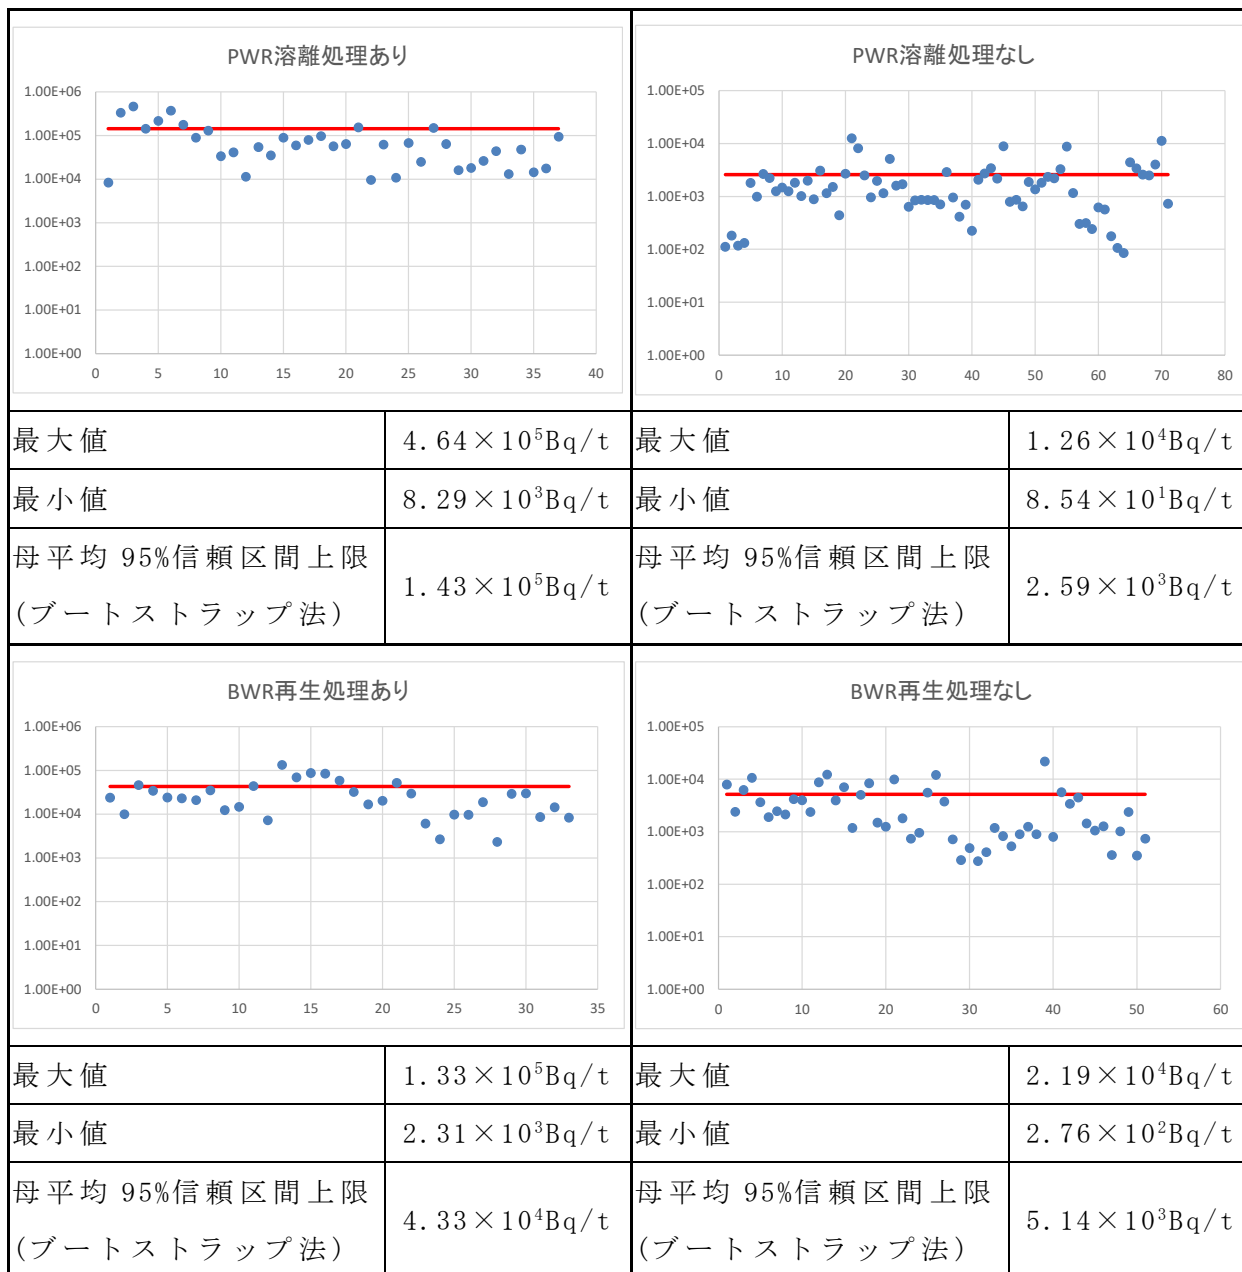 PWR溶離処理あり
1.00E+06
1.00E+05
1.00E+04
1.00E+03
1.00E+02
1.00E+01
1.00E+00
0 5 10 15 20 25 30 35 40
PWR溶離処理なし
1.00E+05
1.00E+04
1.00E+03
1.00E+02
1.00E+01
1.00E+00
0 10 20 30 40 50 60 70 80
最大値 4.64×10⁵Bq/t 最大値 1.26×10⁴Bq/t
最小値 8.29×10³Bq/t 最小値 8.54×10¹Bq/t
母平均 95%信頼区間上限
(ブートストラップ法)
1.43×10⁵Bq/t
母平均 95%信頼区間上限
(ブートストラップ法)
2.59×10³Bq/t
BWR再生処理あり
1.00E+06
1.00E+05
1.00E+04
1.00E+03
1.00E+02
1.00E+01
1.00E+00
0 5 10 15 20 25 30 35
BWR再生処理なし
1.00E+05
1.00E+04
1.00E+03
1.00E+02
1.00E+01
1.00E+00
0 10 20 30 40 50 60
最大値 1.33×10⁵Bq/t 最大値 2.19×10⁴Bq/t
最小値 2.31×10³Bq/t 最小値 2.76×10²Bq/t
母平均 95%信頼区間上限
(ブートストラップ法)
4.33×10⁴Bq/t
母平均 95%信頼区間上限
(ブートストラップ法)
5.14×10³Bq/t